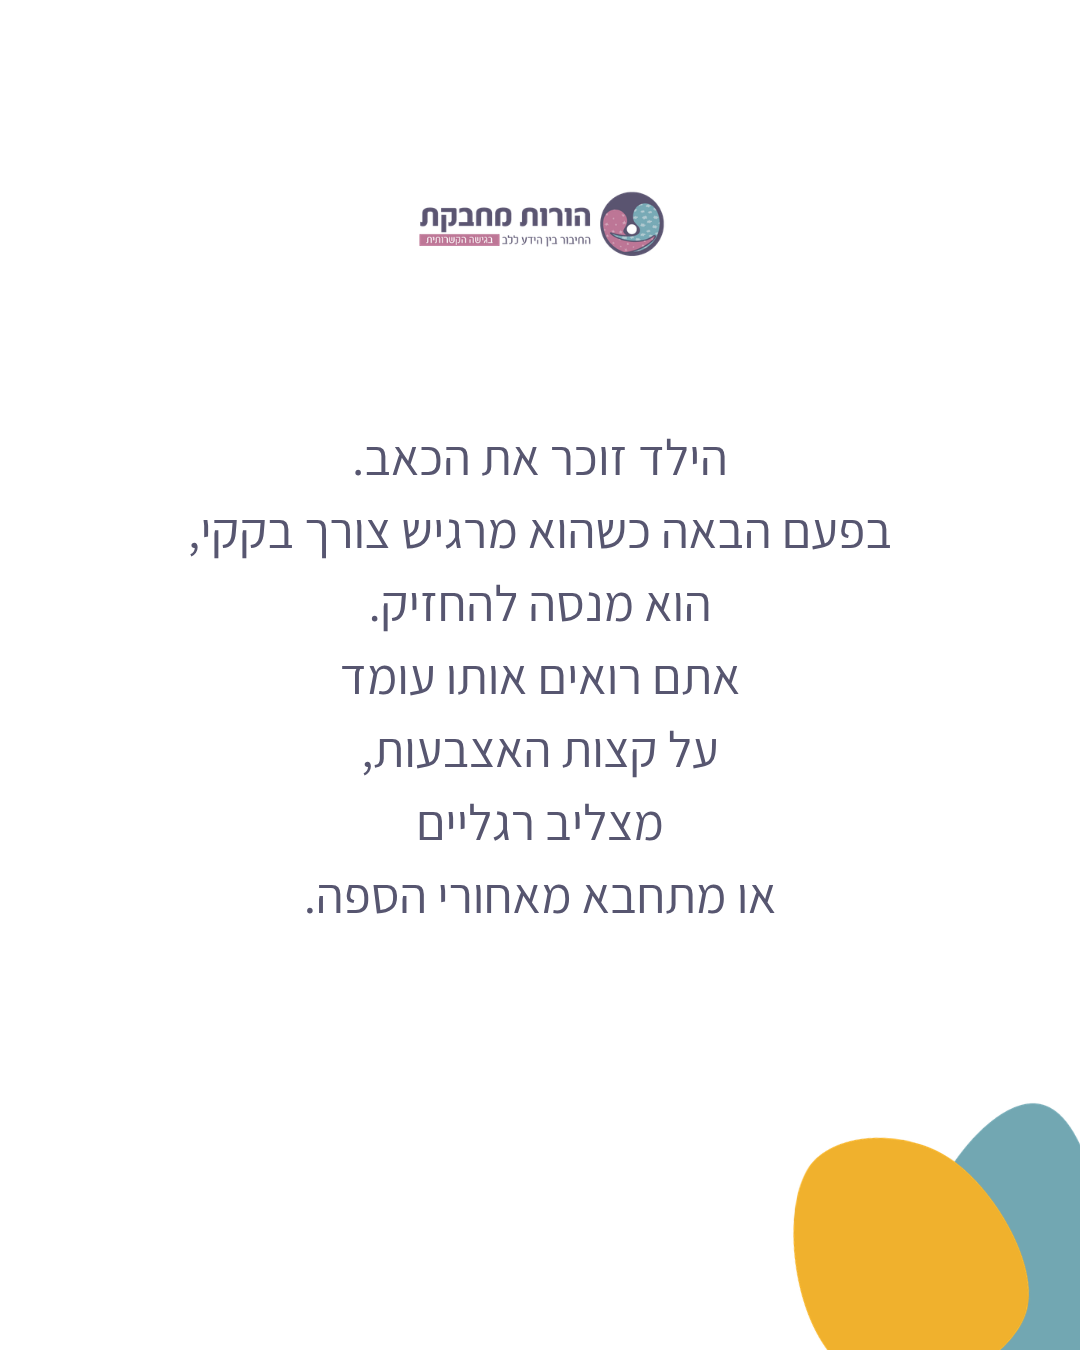 הורות מחבקת
החיבור בין הידע ללב בגישה הקשרותית
הילד זוכר את הכאב.
בפעם הבאה כשהוא מרגיש צורך בקקי,
הוא מנסה להחזיק.
אתם רואים אותו עומד
על קצות האצבעות,
מצליב רגליים
או מתחבא מאחורי הספה.